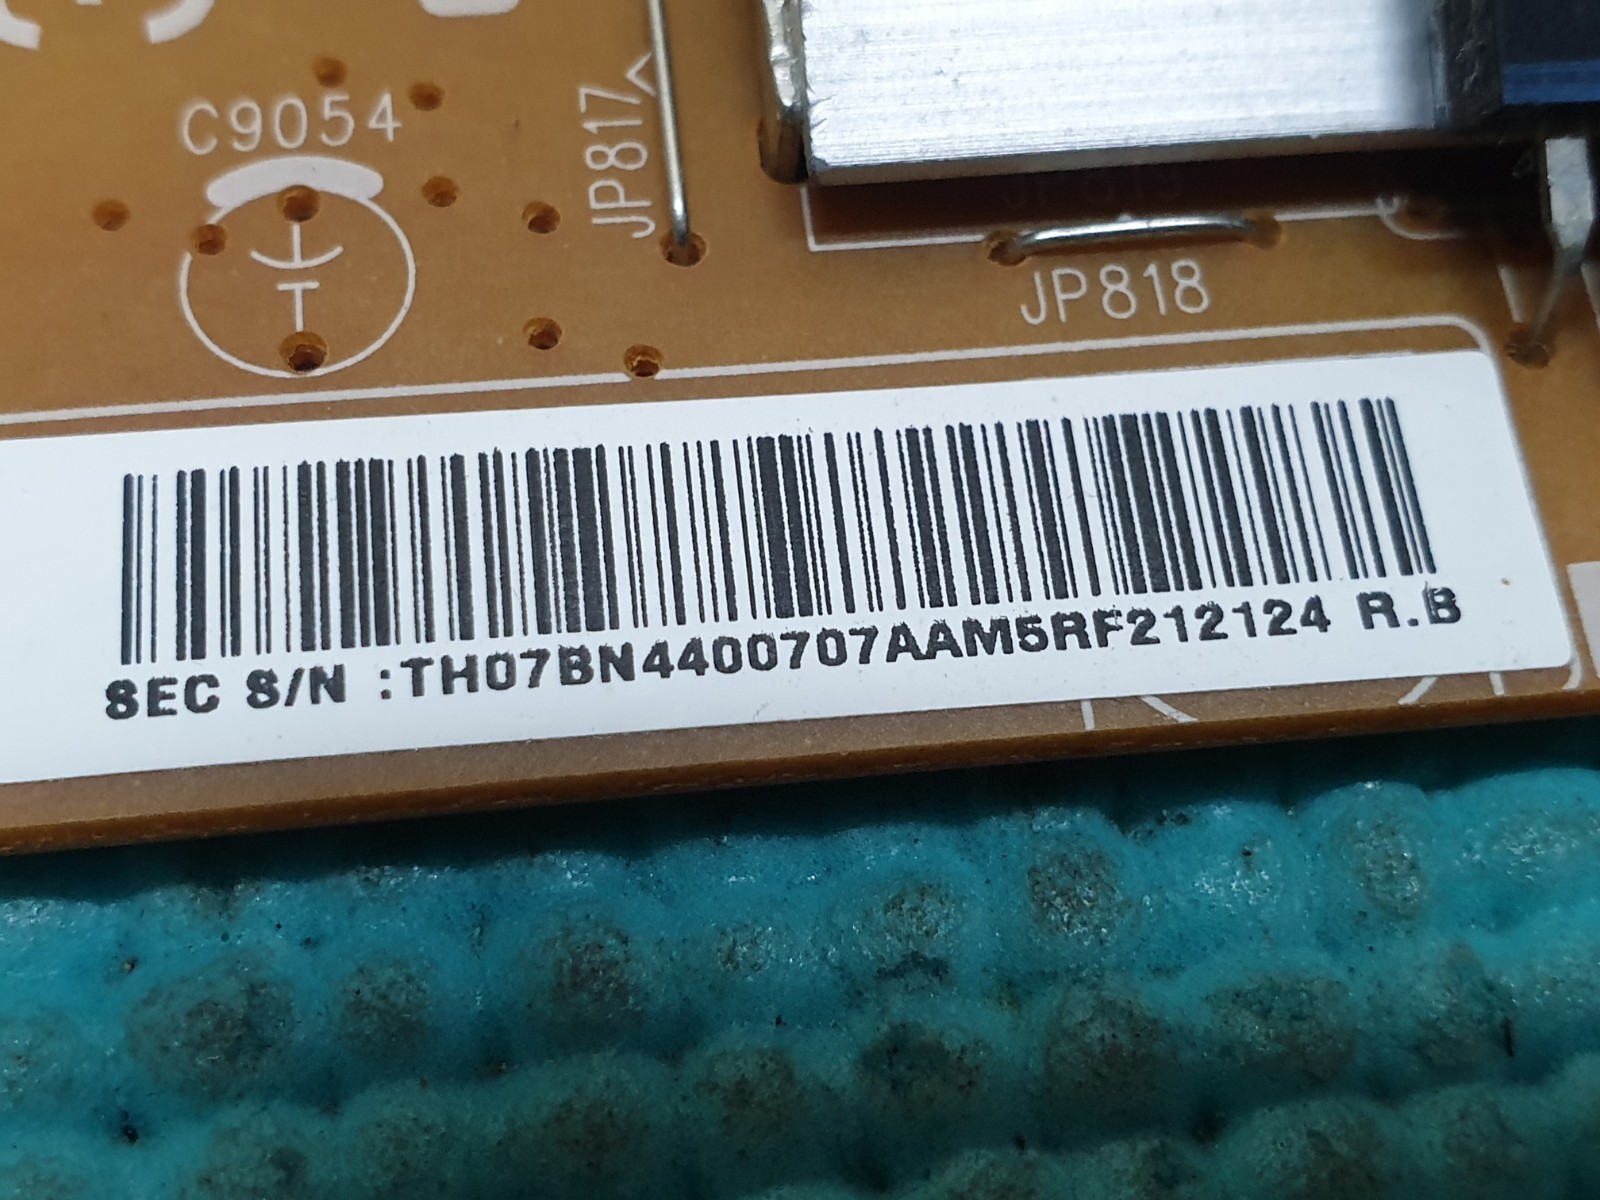 C9054
JP817
JP818
SEC S/N :TH07BN4400707AAM5RF212124 R.B